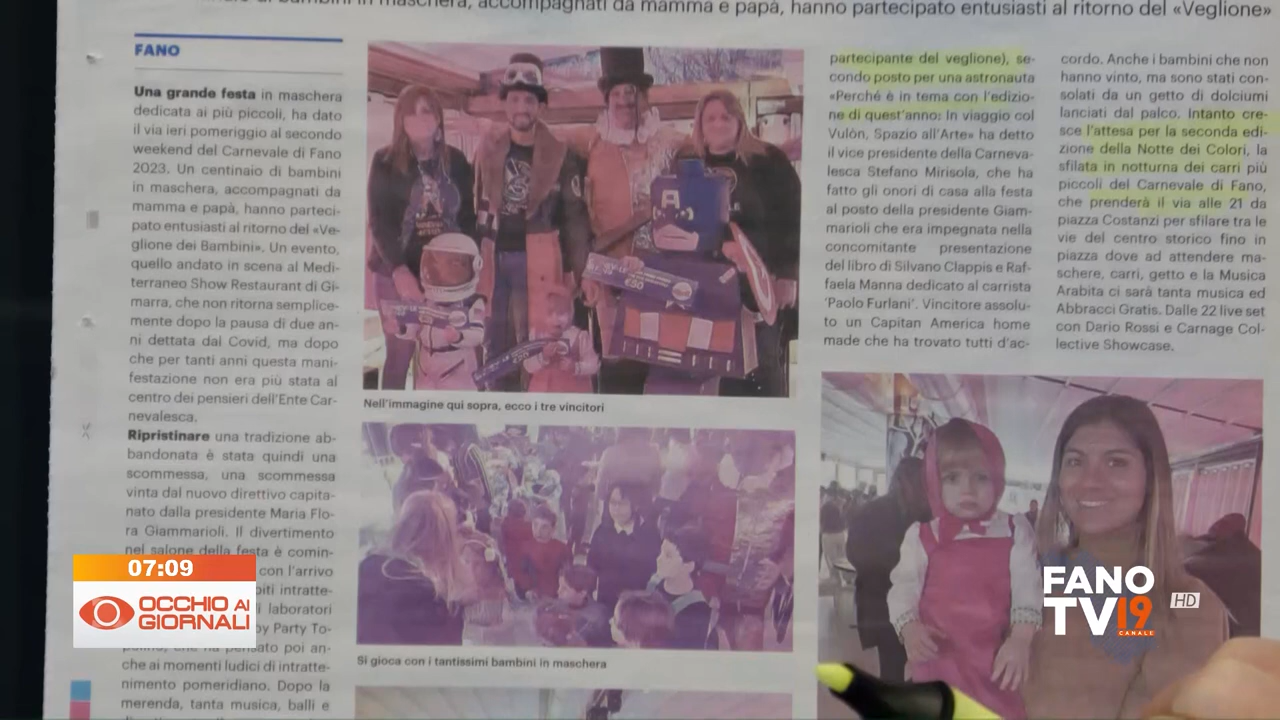 di bambini in maschera, accompagnati da mamma e papà, hanno partecipato entusiasti al ritorno del «Veglione»
FANO
Una grande festa in maschera
dedicata ai più piccoli, ha dato
il via ieri pomeriggio al secondo
weekend del Carnevale di Fano
2023. Un centinaio di bambini
in maschera, accompagnati da
mamma e papà, hanno parteci-
pato entusiasti al ritorno del «Ve-
glione dei Bambini». Un evento,
quello andato in scena al Medi-
terraneo Show Restaurant di Gi-
marra, che non ritorna semplice-
mente dopo la pausa di due an-
ni dettata dal Covid, ma dopo
che per tanti anni questa mani-
festazione non era più stata al
centro dei pensieri dell'Ente Car-
nevalesca.
Ripristinare una tradizione ab-
bandonata è stata quindi una
scommessa, una scommessa
vinta dal nuovo direttivo capita-
nato dalla presidente Maria Flo-
ra Giammarioli. Il divertimento
nel salone della festa è comin-
con l'arrivo
intratte-
laboratori
by Party To-
pensato poi an-
che ai momenti ludici di intratte-
nimento pomeridiano. Dopo la
merenda, tanta musica, balli e
Nell'immagine qui sopra, ecco i tre vincitori
Si gioca con i tantissimi bambini in maschera
partecipante del veglione), se-
condo posto per una astronauta
«Perché è in tema con l'edizio-
ne di quest'anno: In viaggio col
Vulòn, Spazio all'Arte» ha detto
il vice presidente della Carneva-
lesca Stefano Mirisola, che ha
fatto gli onori di casa alla festa
al posto della presidente Giam-
marioli che era impegnata nella
concomitante presentazione
del libro di Silvano Clappis e Raf-
faela Manna dedicato al carrista
'Paolo Furlani'. Vincitore assolu-
to un Capitan America home
made che ha trovato tutti d'ac-
cordo. Anche i bambini che non
hanno vinto, ma sono stati con-
solati da un getto di dolciumi
lanciati dal palco. Intanto cre-
sce l'attesa per la seconda edi-
zione della Notte dei Colori, la
sfilata in notturna dei carri più
piccoli del Carnevale di Fano,
che prenderà il via alle 21 da
piazza Costanzi per sfilare tra le
vie del centro storico fino in
piazza dove ad attendere ma-
schere, carri, getto e la Musica
Arabita ci sarà tanta musica ed
Abbracci Gratis. Dalle 22 live set
con Dario Rossi e Carnage Col-
lective Showcase.
A
€50
07:09
OCCHIO AI
GIORNALI
FANO
TV19
CANALE
HD